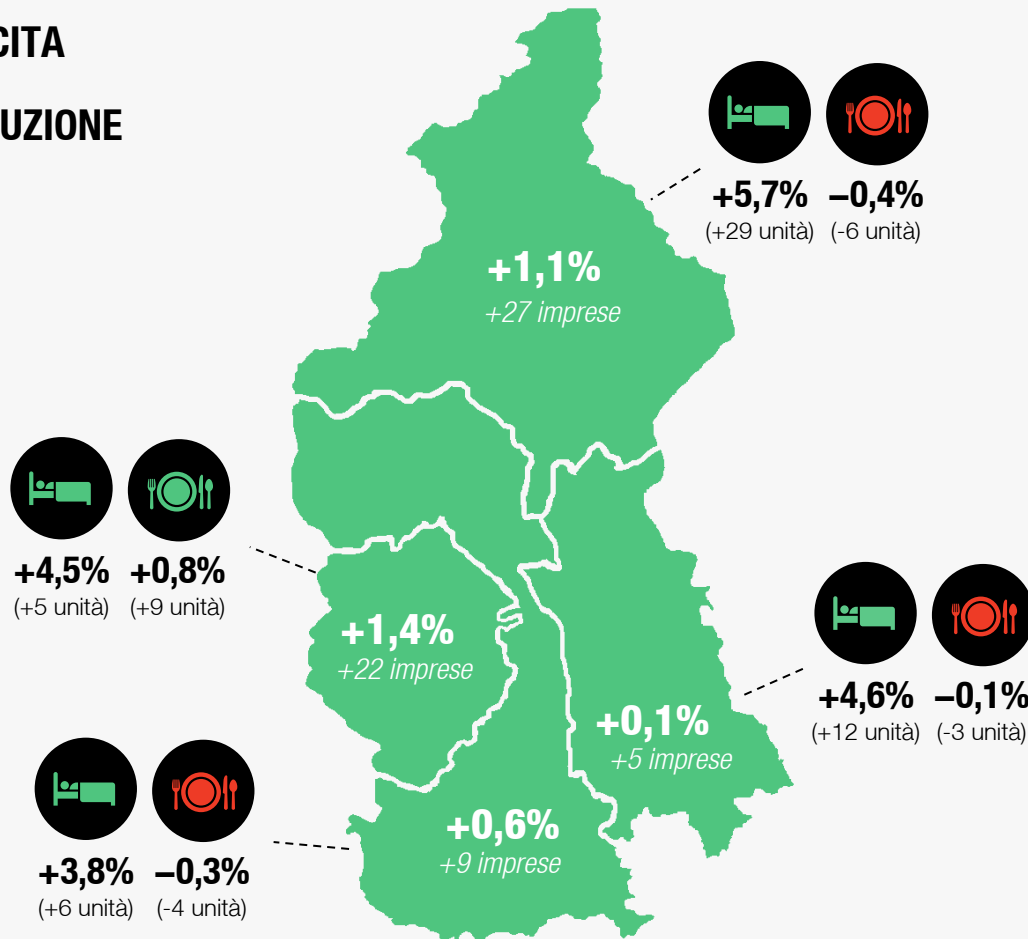 CITA
UZIONE
+5,7% –0,4%
(+29 unità) (-6 unità)
+1,1%
+27 imprese
+4,5% +0,8%
(+5 unità) (+9 unità)
+1,4%
+22 imprese
+4,6% –0,1%
(+12 unità) (-3 unità)
+0,1%
+5 imprese
+0,6%
+9 imprese
+3,8% –0,3%
(+6 unità) (-4 unità)